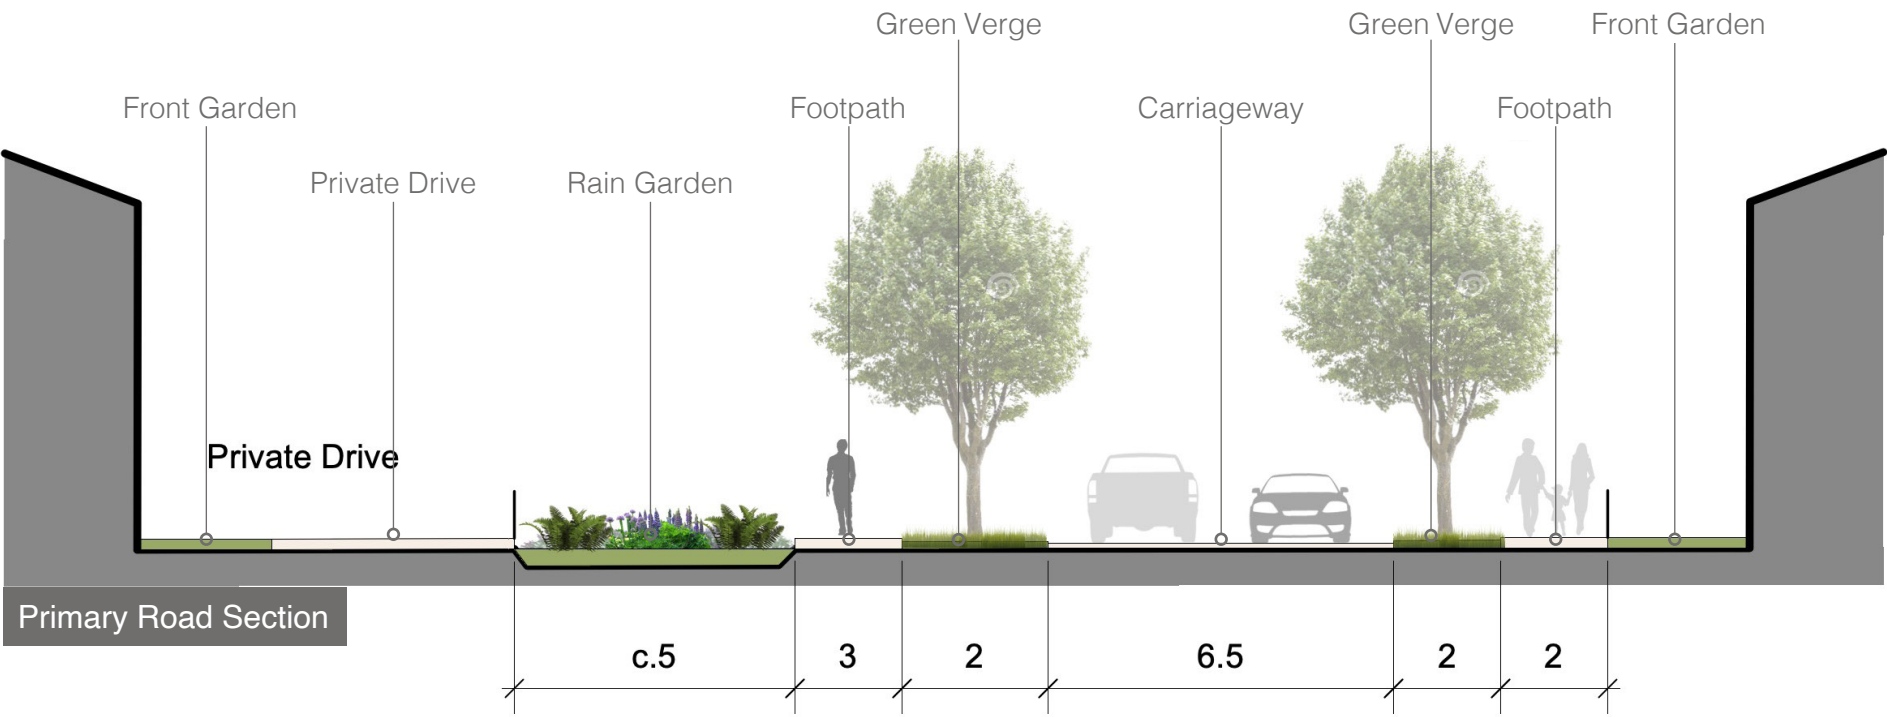 Green Verge
Green Verge
Front Garden
Front Garden
Footpath
Carriageway
Footpath
Private Drive
Rain Garden
Private Drive
Primary Road Section
c.5
3
2
6.5
2
2